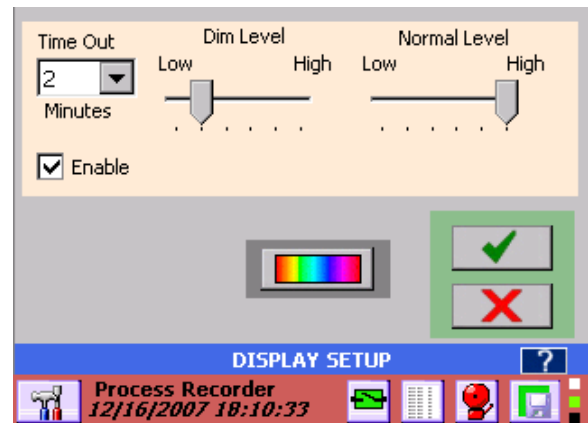 Time Out
Dim Level
Normal Level
Low
High
Low
High
2
Minutes
Enable
DISPLAY SETUP
?
Process Recorder
12/16/2007 18:10:33